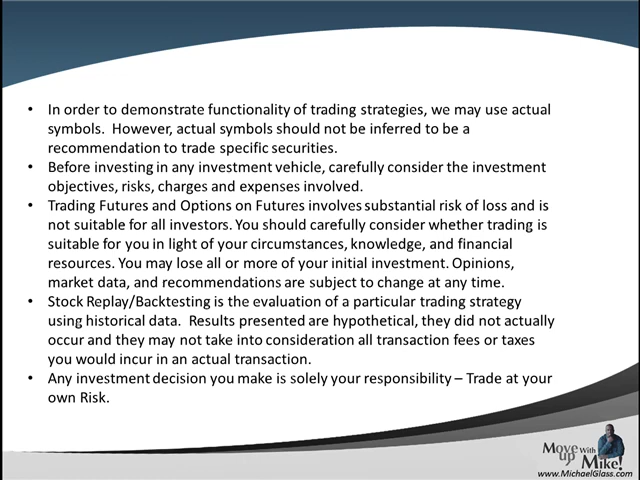 • In order to demonstrate functionality of trading strategies, we may use actual
symbols.  However, actual symbols should not be inferred to be a
recommendation to trade specific securities.
• Before investing in any investment vehicle, carefully consider the investment
objectives, risks, charges and expenses involved.
• Trading Futures and Options on Futures involves substantial risk of loss and is
not suitable for all investors. You should carefully consider whether trading is
suitable for you in light of your circumstances, knowledge, and financial
resources. You may lose all or more of your initial investment. Opinions,
market data, and recommendations are subject to change at any time.
• Stock Replay/Backtesting is the evaluation of a particular trading strategy
using historical data.  Results presented are hypothetical, they did not actually
occur and they may not take into consideration all transaction fees or taxes
you would incur in an actual transaction.
• Any investment decision you make is solely your responsibility – Trade at your
own Risk.
Move up With Mike!
www.MichaelGlass.com